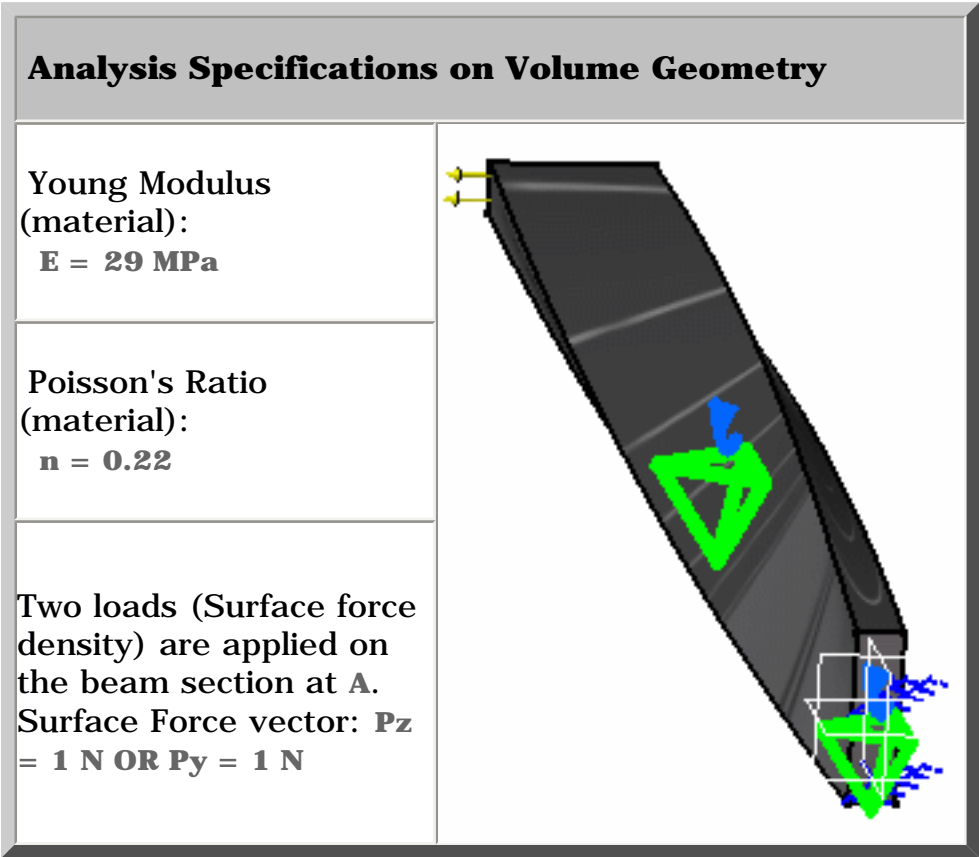 Analysis Specifications on Volume Geometry
Young Modulus
(material):
E = 29 MPa
Poisson's Ratio
(material):
n = 0.22
Two loads (Surface force
density) are applied on
the beam section at A.
Surface Force vector: Pz
= 1 N OR Py = 1 N